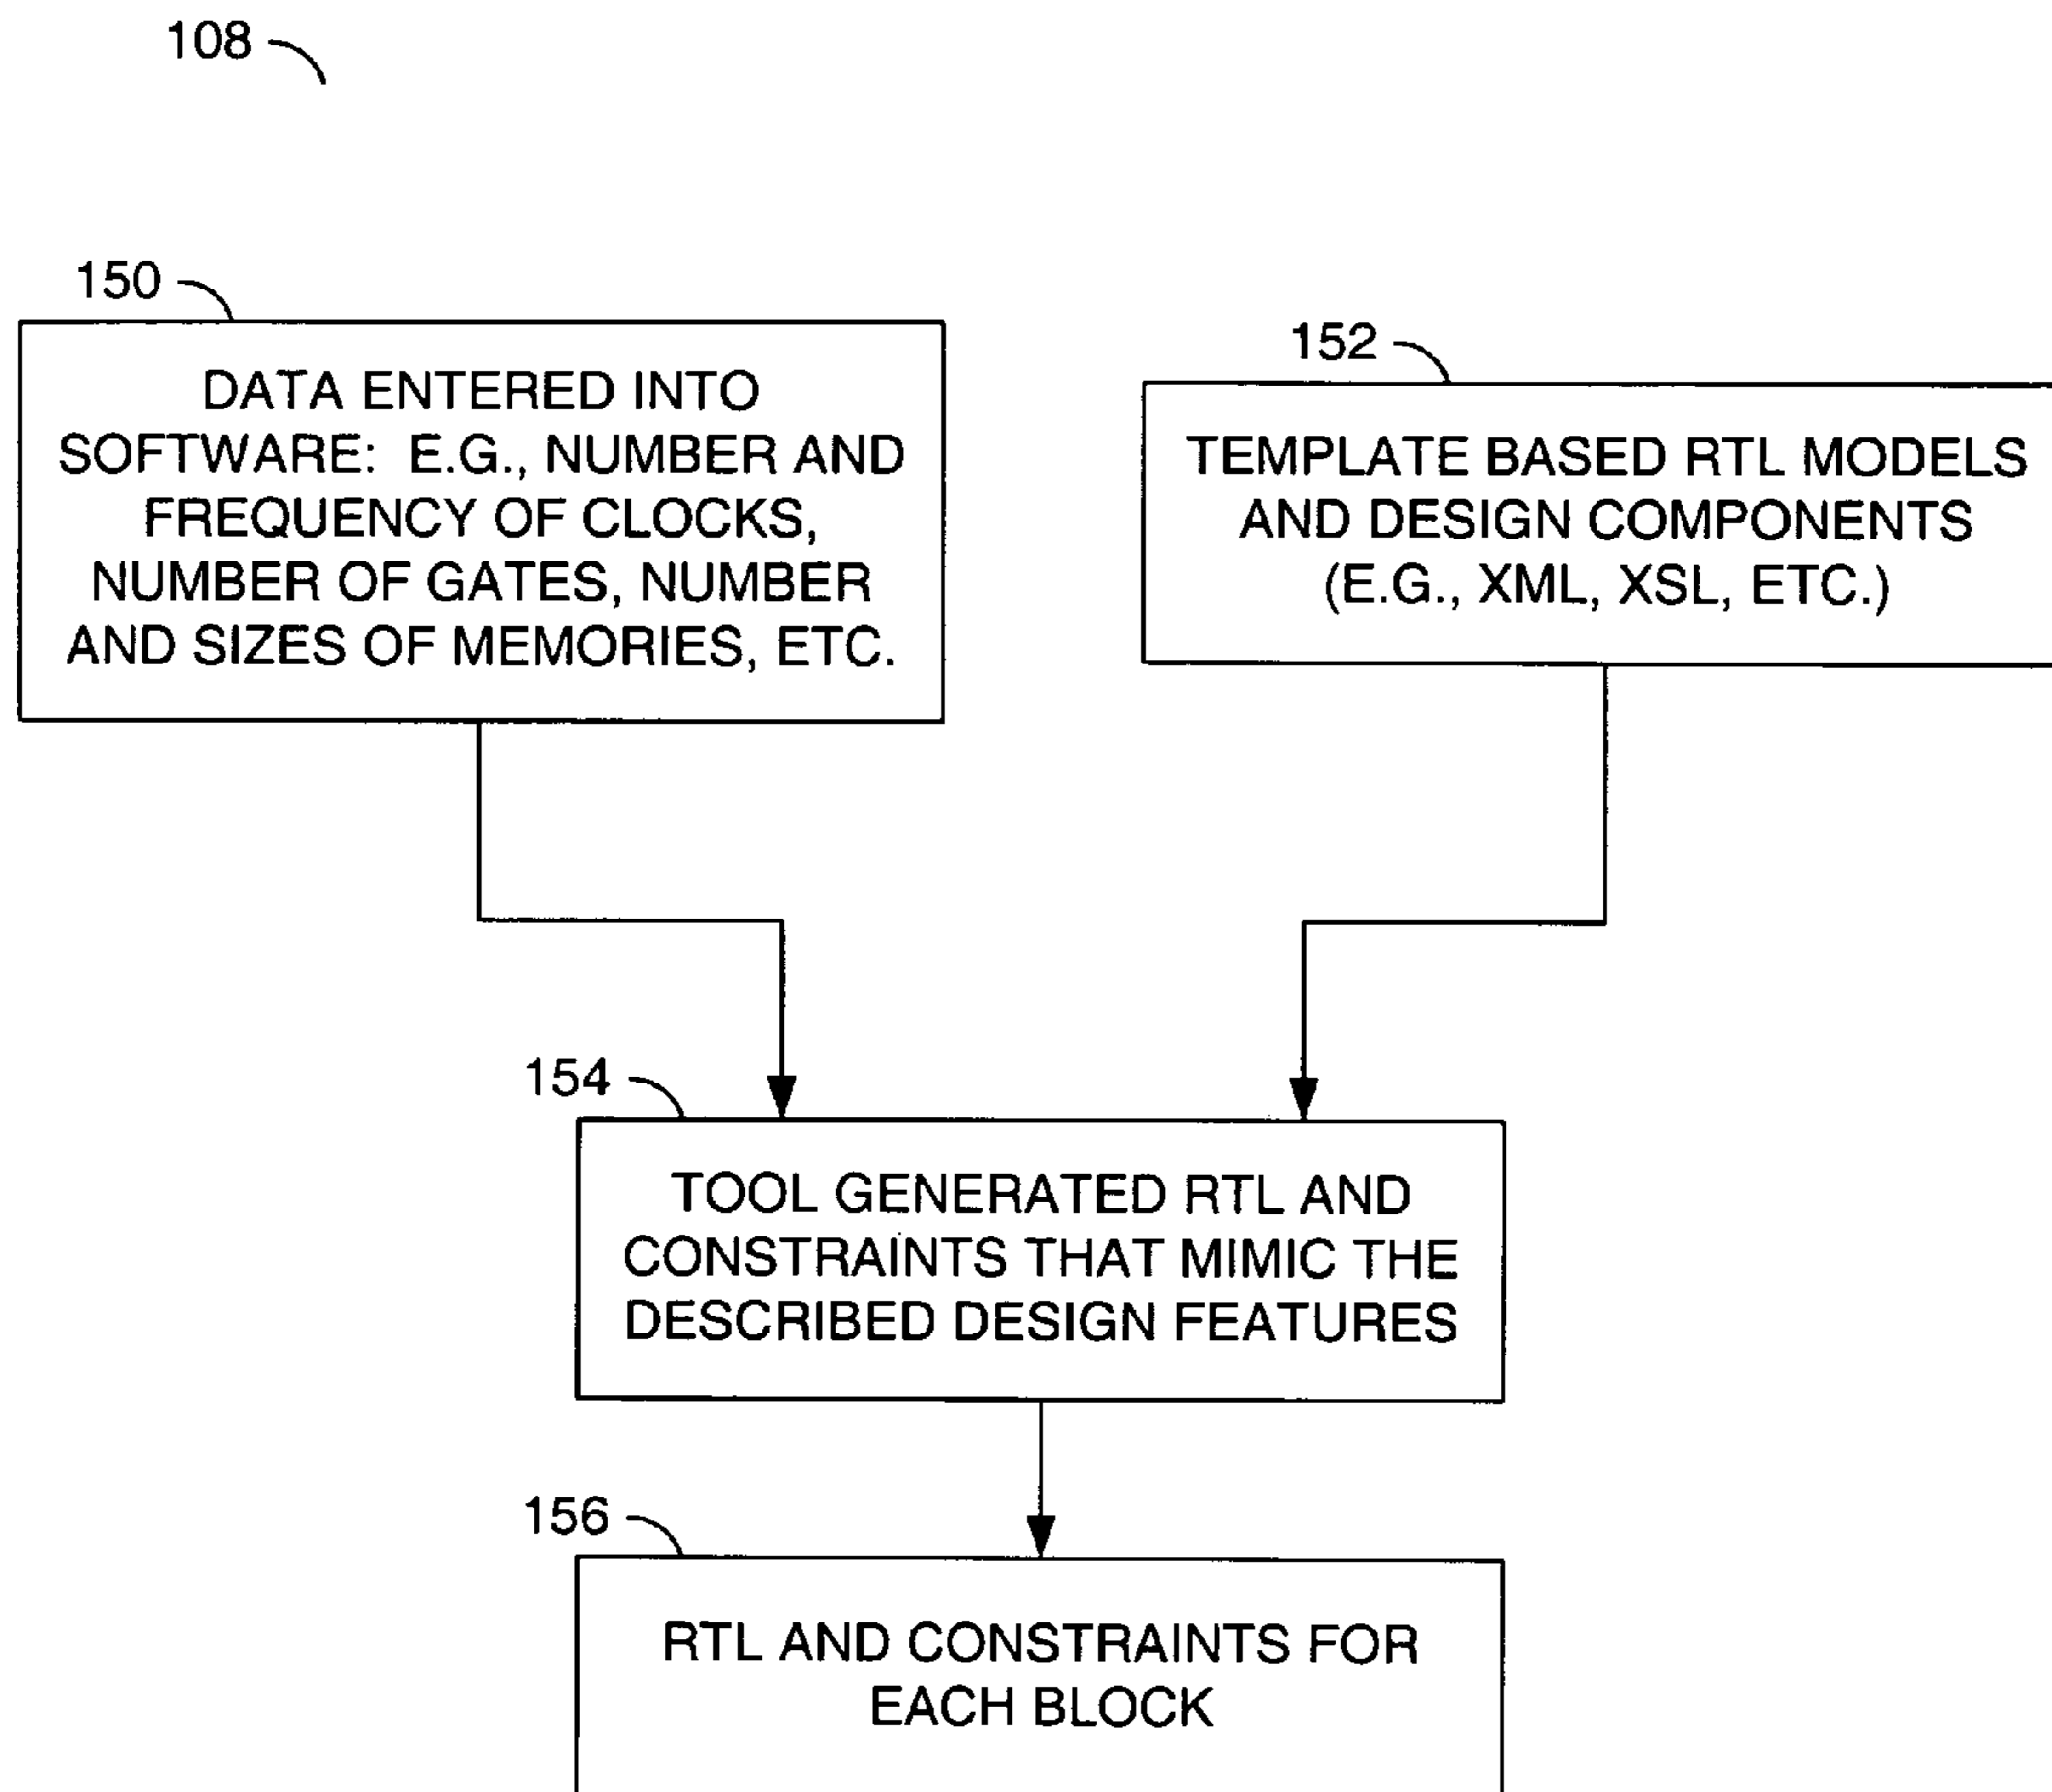 108
150
DATA ENTERED INTO
SOFTWARE: E.G., NUMBER AND
FREQUENCY OF CLOCKS,
NUMBER OF GATES, NUMBER
AND SIZES OF MEMORIES, ETC.
152
TEMPLATE BASED RTL MODELS
AND DESIGN COMPONENTS
(E.G., XML, XSL, ETC.)
154
TOOL GENERATED RTL AND
CONSTRAINTS THAT MIMIC THE
DESCRIBED DESIGN FEATURES
156
RTL AND CONSTRAINTS FOR
EACH BLOCK